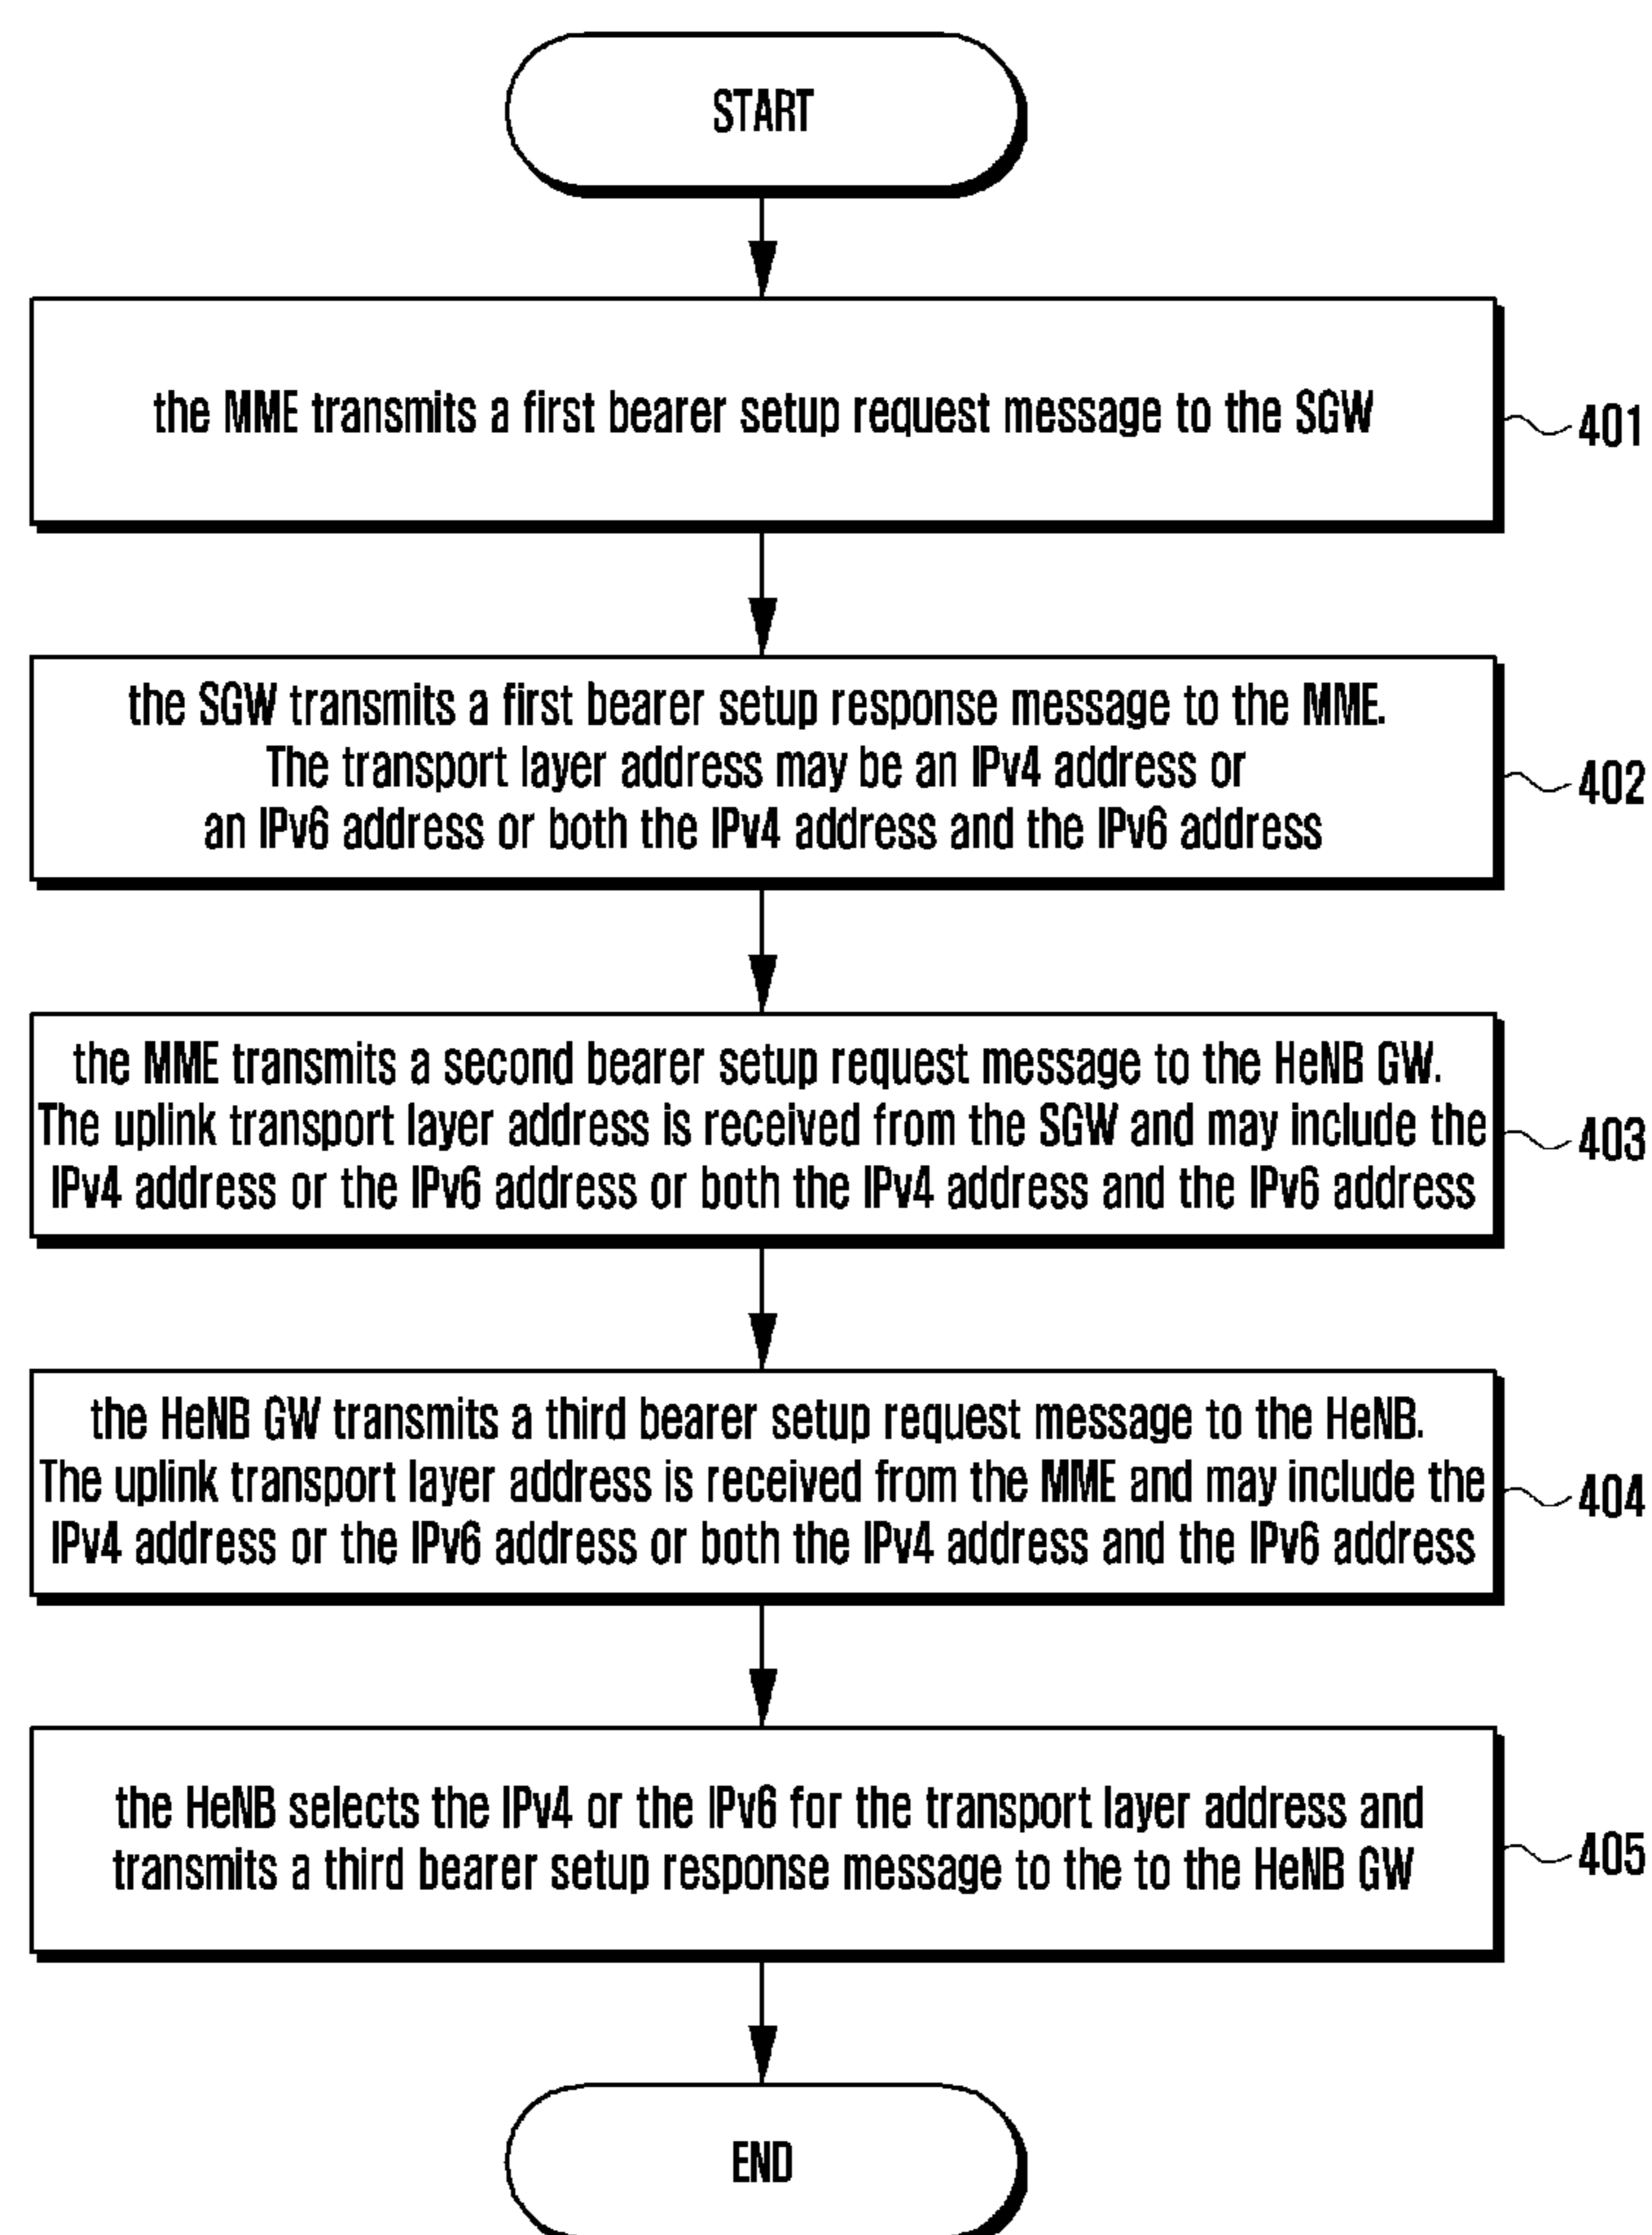 START
the MME transmits a first bearer setup request message to the SGW
401
the SGW transmits a first bearer setup response message to the MME.
The transport layer address may be an IPv4 address or
an IPv6 address or both the IPv4 address and the IPv6 address
402
the MME transmits a second bearer setup request message to the HeNB GW.
The uplink transport layer address is received from the SGW and may include the
IPv4 address or the IPv6 address or both the IPv4 address and the IPv6 address
403
the HeNB GW transmits a third bearer setup request message to the HeNB.
The uplink transport layer address is received from the MME and may include the
IPv4 address or the IPv6 address or both the IPv4 address and the IPv6 address
404
the HeNB selects the IPv4 or the IPv6 for the transport layer address and
transmits a third bearer setup response message to the to the HeNB GW
405
END